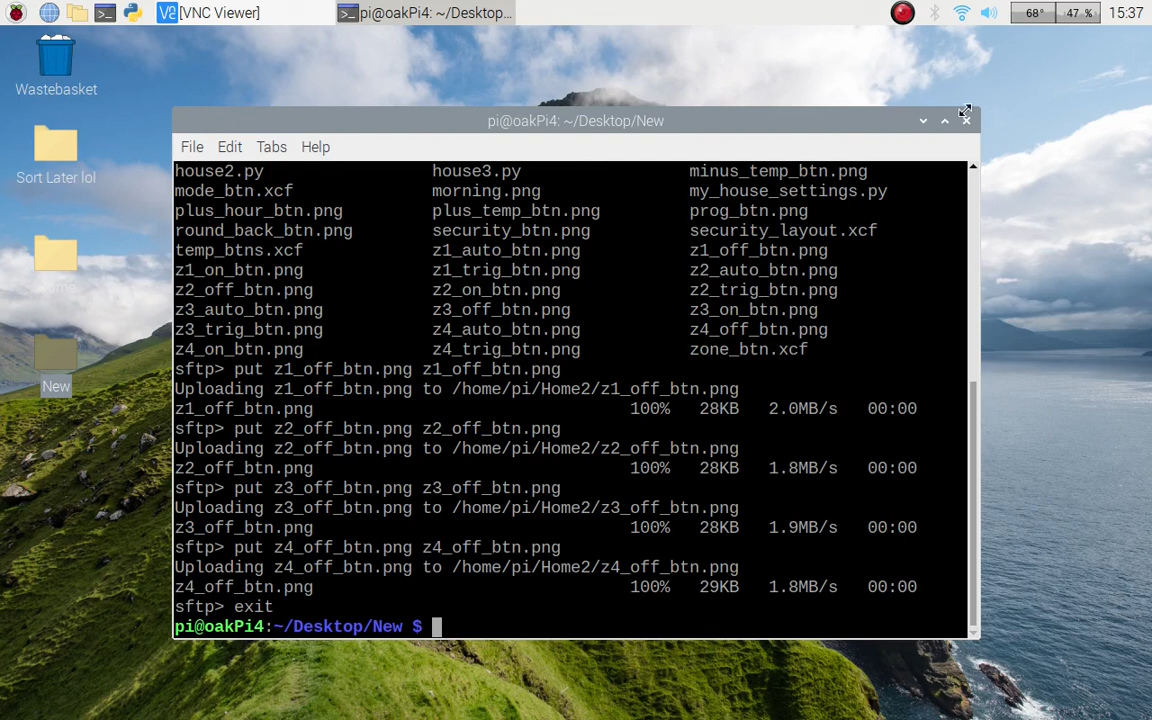 [VNC Viewer]
pi@oakPi4: ~/Desktop...
68°
47 %
15:37
Wastebasket
Sort Later lol
Home
New
pi@oakPi4: ~/Desktop/New
File Edit Tabs Help
house2.py house3.py minus_temp_btn.png
mode_btn.xcf morning.png my_house_settings.py
plus_hour_btn.png plus_temp_btn.png prog_btn.png
round_back_btn.png security_btn.png security_layout.xcf
temp_btns.xcf z1_auto_btn.png z1_off_btn.png
z1_on_btn.png z1_trig_btn.png z2_auto_btn.png
z2_off_btn.png z2_on_btn.png z2_trig_btn.png
z3_auto_btn.png z3_off_btn.png z3_on_btn.png
z3_trig_btn.png z4_auto_btn.png z4_off_btn.png
z4_on_btn.png z4_trig_btn.png zone_btn.xcf
sftp> put z1_off_btn.png z1_off_btn.png
Uploading z1_off_btn.png to /home/pi/Home2/z1_off_btn.png
z1_off_btn.png 100% 28KB 2.0MB/s 00:00
sftp> put z2_off_btn.png z2_off_btn.png
Uploading z2_off_btn.png to /home/pi/Home2/z2_off_btn.png
z2_off_btn.png 100% 28KB 1.8MB/s 00:00
sftp> put z3_off_btn.png z3_off_btn.png
Uploading z3_off_btn.png to /home/pi/Home2/z3_off_btn.png
z3_off_btn.png 100% 28KB 1.9MB/s 00:00
sftp> put z4_off_btn.png z4_off_btn.png
Uploading z4_off_btn.png to /home/pi/Home2/z4_off_btn.png
z4_off_btn.png 100% 29KB 1.8MB/s 00:00
sftp> exit
pi@oakPi4:~/Desktop/New $